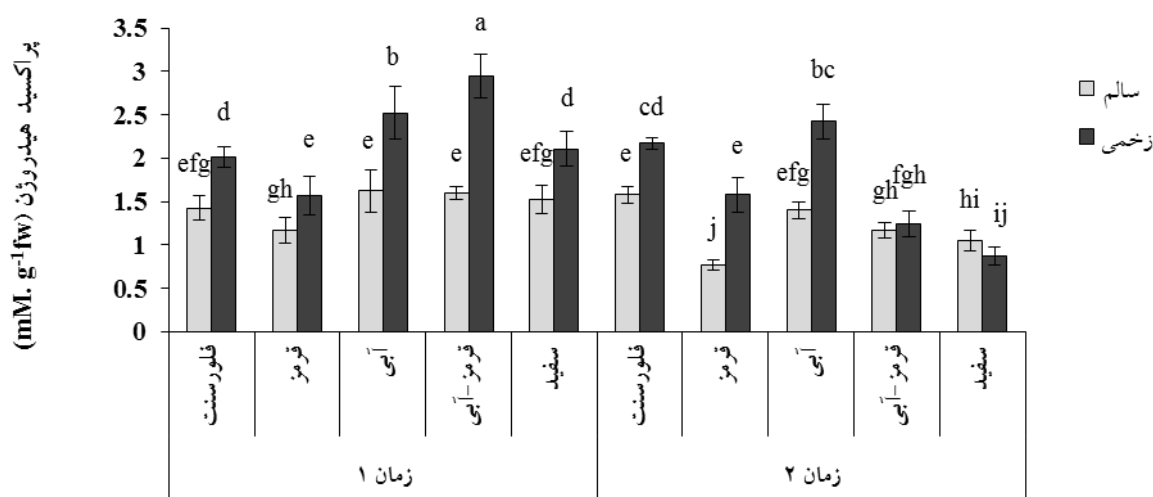 پراکسید هیدروژن (mM. g-1fw)
3.5
3
2.5
2
1.5
1
0.5
0
efg d gh e e b e a efg d e cd j e efg bc gh fgh hi ij
سالم
زخمی
فلورسنت قرمز آبی قرمز-آبی سفید فلورسنت قرمز آبی قرمز-آبی سفید
زمان ۱ زمان ۲